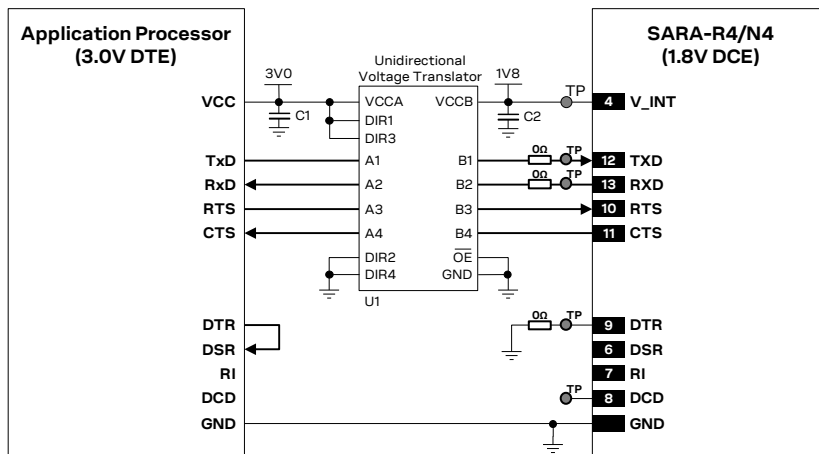 Application Processor
(3.0V DTE)
Unidirectional
Voltage Translator
SARA-R4/N4
(1.8V DCE)
3V0
1V8
TP
VCC
VCCA
VCCB
4
V_INT
C1
DIR1
C2
DIR3
0Ω
TP
TxD
A1
B1
12
TXD
0Ω
TP
RxD
A2
B2
13
RXD
RTS
A3
B3
10
RTS
CTS
A4
B4
11
CTS
DIR2
OE
DIR4
GND
U1
0Ω
TP
DTR
9
DTR
DSR
6
DSR
RI
7
RI
TP
DCD
8
DCD
GND
GND